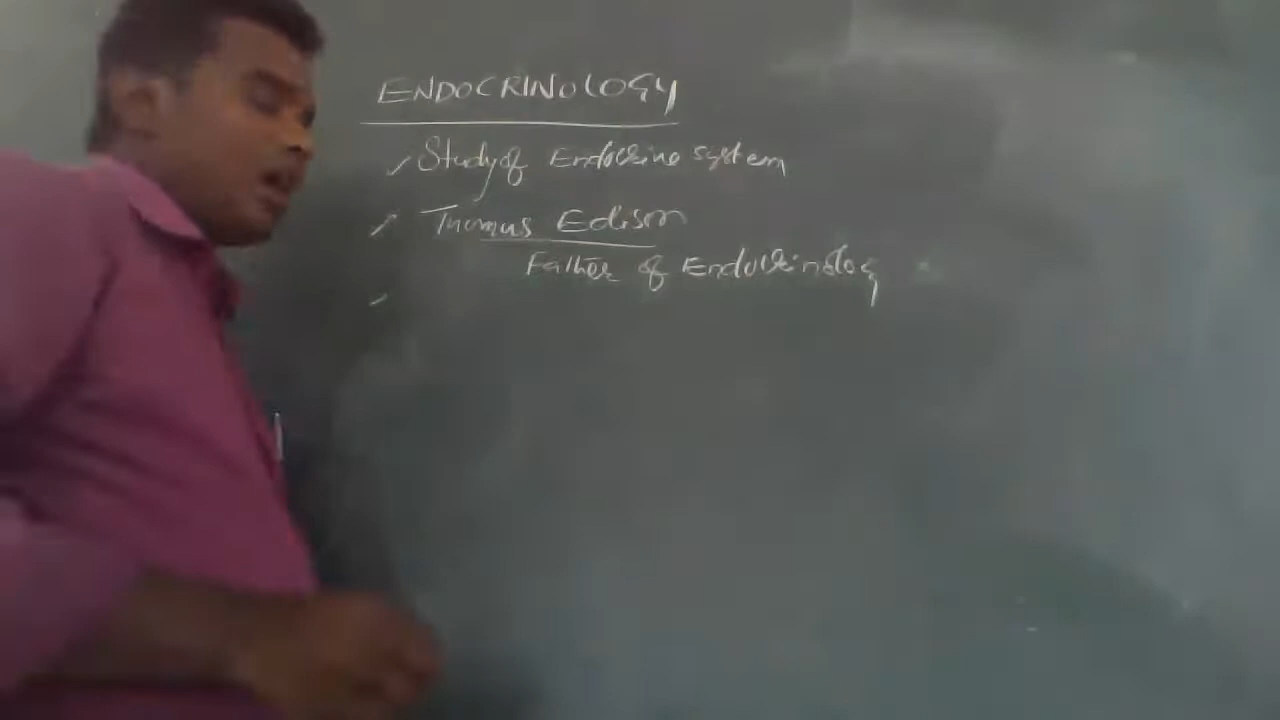 ENDOCRINOLOGY
Study of Endocrine system
Thomas Edison
Father of Endocrinology